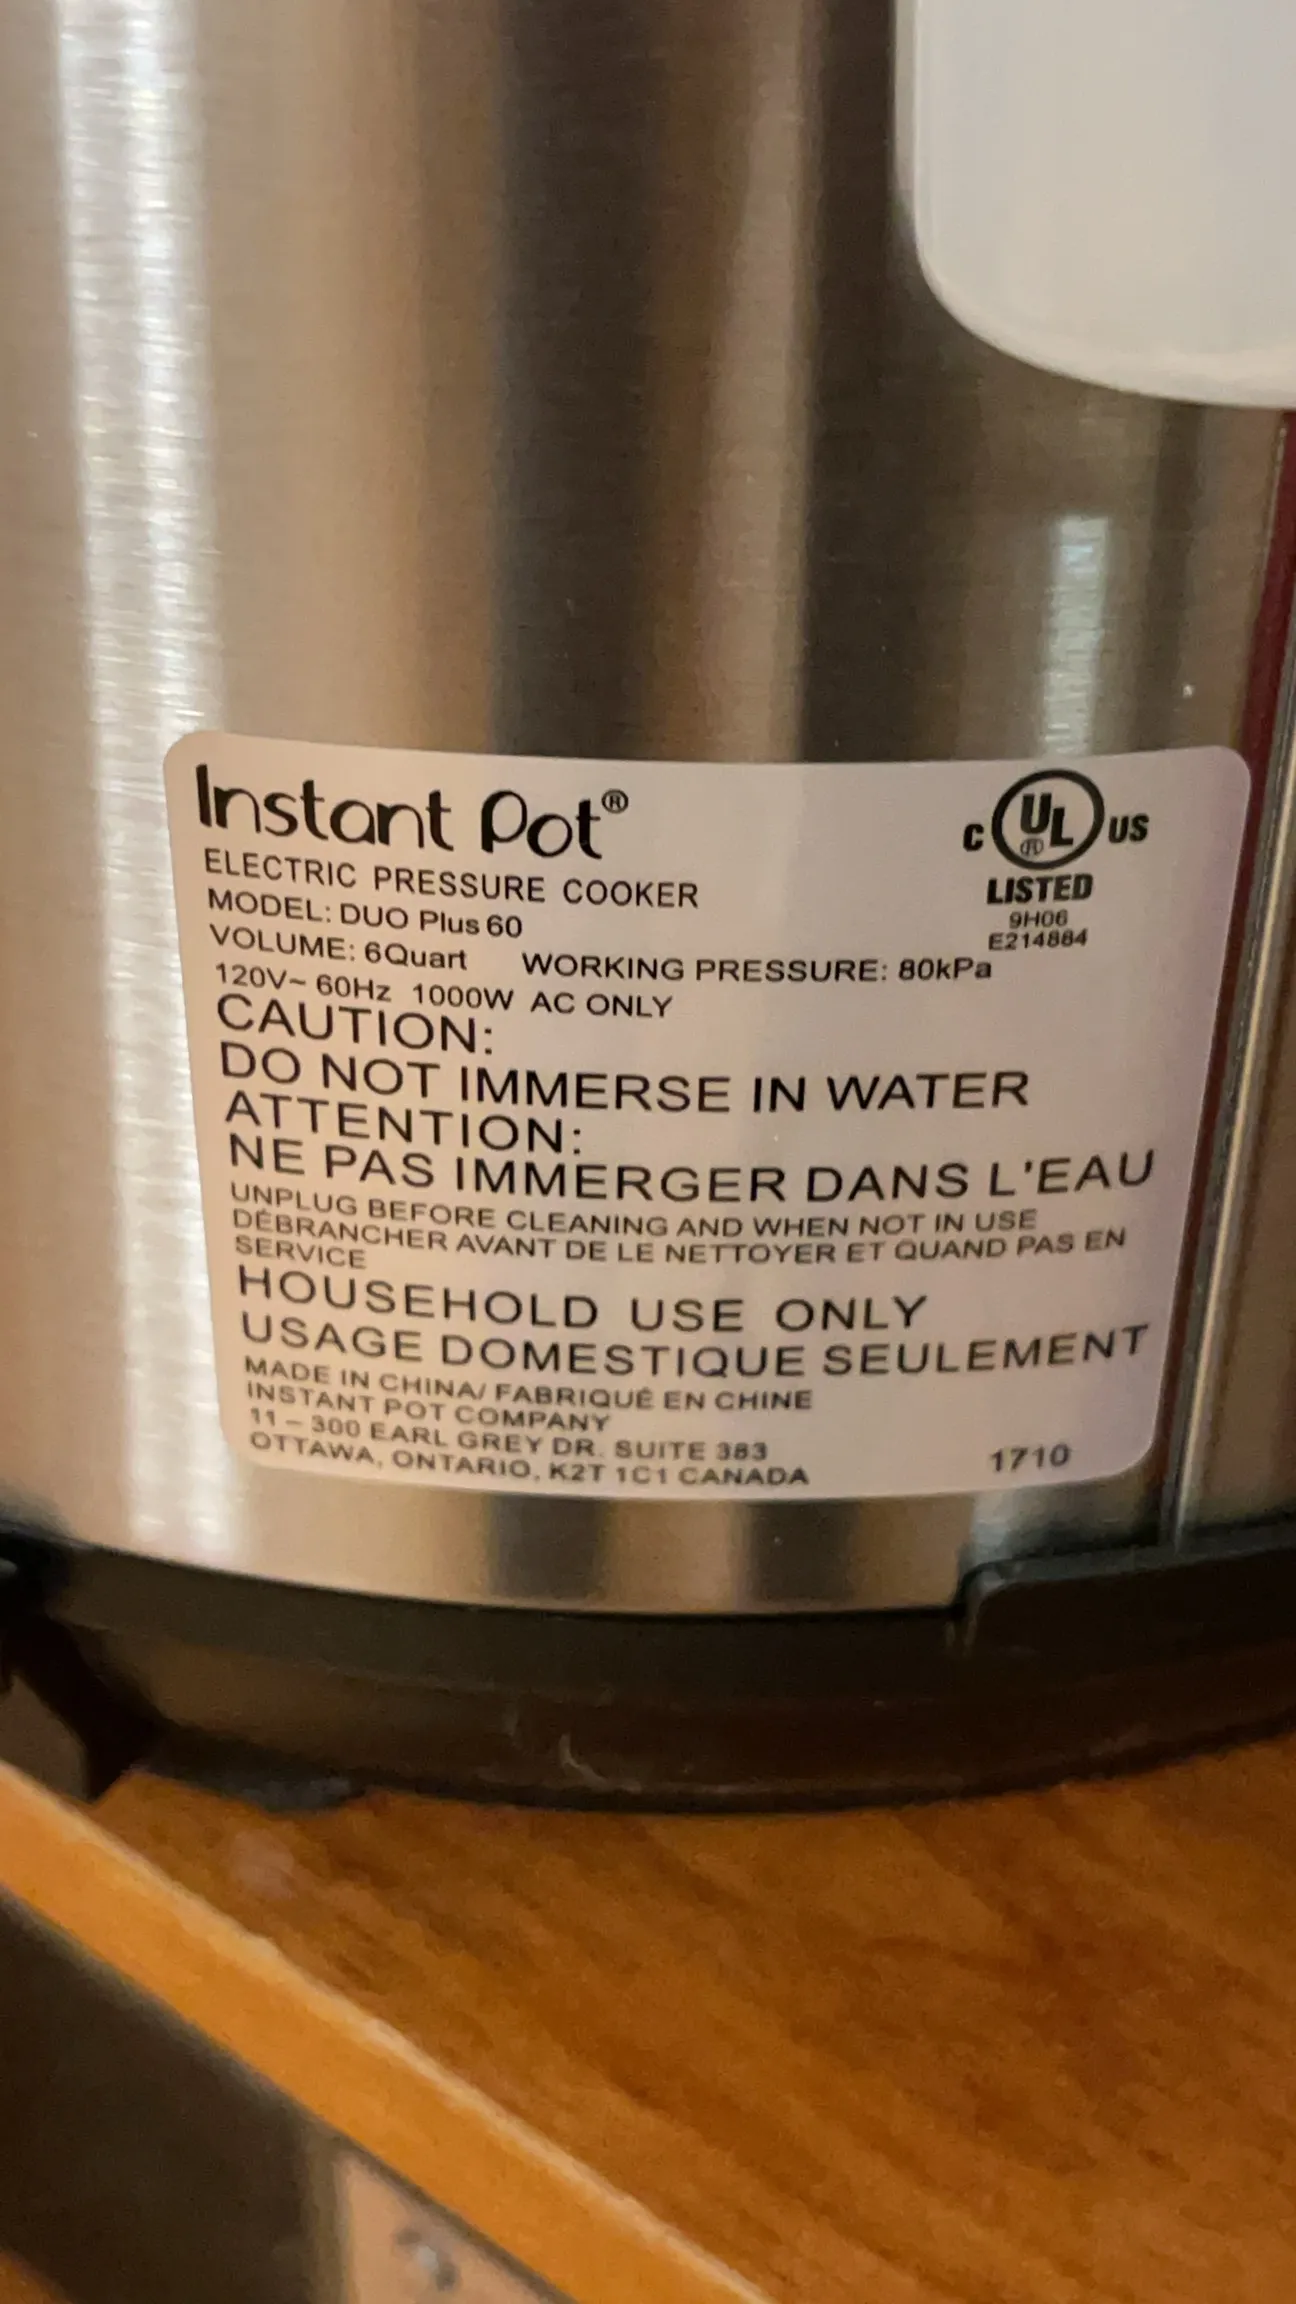 Instant Pot®
ELECTRIC PRESSURE COOKER
MODEL: DUO Plus 60
VOLUME: 6Quart WORKING PRESSURE: 80kPa
120V~ 60Hz 1000W AC ONLY
C UL® US
LISTED
9H06
E214884
CAUTION:
DO NOT IMMERSE IN WATER
ATTENTION:
NE PAS IMMERGER DANS L'EAU
UNPLUG BEFORE CLEANING AND WHEN NOT IN USE
DÉBRANCHER AVANT DE LE NETTOYER ET QUAND PAS EN
SERVICE
HOUSEHOLD USE ONLY
USAGE DOMESTIQUE SEULEMENT
MADE IN CHINA/ FABRIQUÉ EN CHINE
INSTANT POT COMPANY
11 – 300 EARL GREY DR. SUITE 383
OTTAWA, ONTARIO, K2T 1C1 CANADA
1710